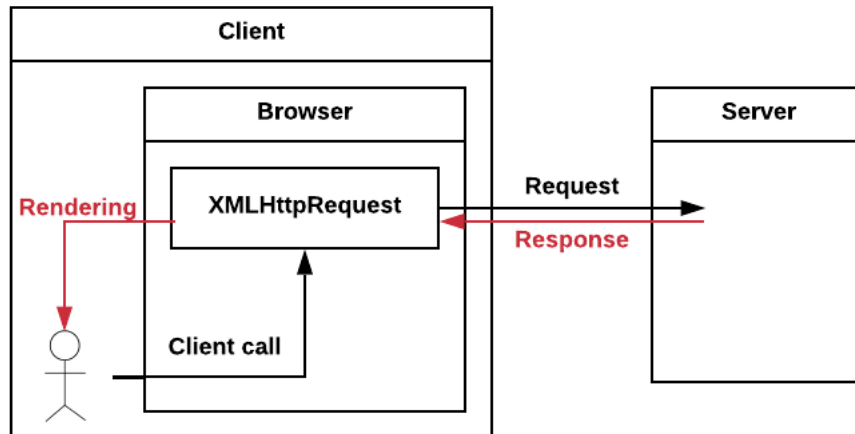 Client
Browser
Server
XMLHttpRequest
Request
Rendering
Response
Client call